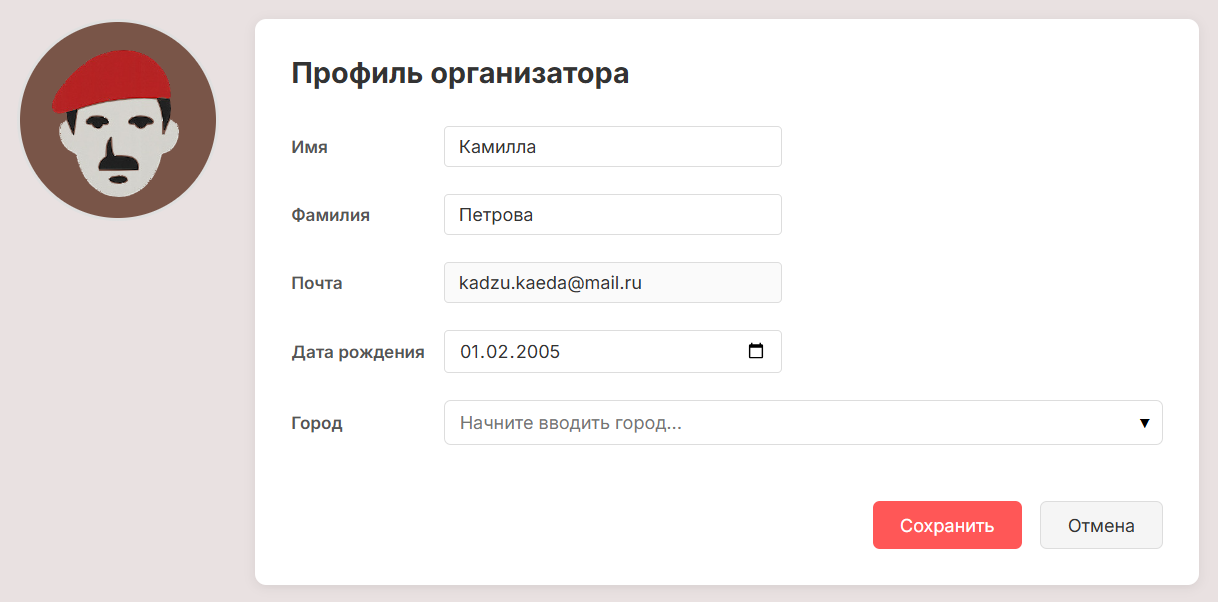 Профиль организатора
Имя Камилла
Фамилия Петрова
Почта kadzu.kaeda@mail.ru
Дата рождения 01.02.2005
Город Начните вводить город...
Сохранить Отмена